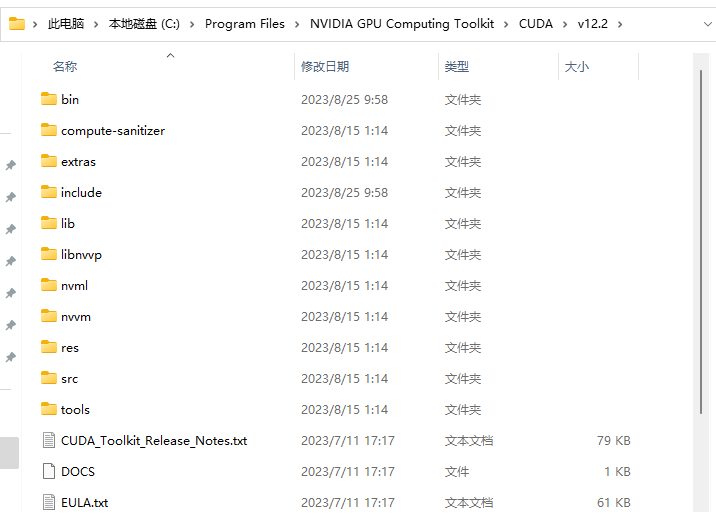 此电脑 > 本地磁盘 (C:) > Program Files > NVIDIA GPU Computing Toolkit > CUDA > v12.2 >
名称 修改日期 类型 大小
bin 2023/8/25 9:58 文件夹
compute-sanitizer 2023/8/15 1:14 文件夹
extras 2023/8/15 1:14 文件夹
include 2023/8/25 9:58 文件夹
lib 2023/8/15 1:14 文件夹
libnvvp 2023/8/15 1:14 文件夹
nvml 2023/8/15 1:14 文件夹
nvvm 2023/8/15 1:14 文件夹
res 2023/8/15 1:14 文件夹
src 2023/8/15 1:14 文件夹
tools 2023/8/15 1:14 文件夹
CUDA_Toolkit_Release_Notes.txt 2023/7/11 17:17 文本文档 79 KB
DOCS 2023/7/11 17:17 文件 1 KB
EULA.txt 2023/7/11 17:17 文本文档 61 KB